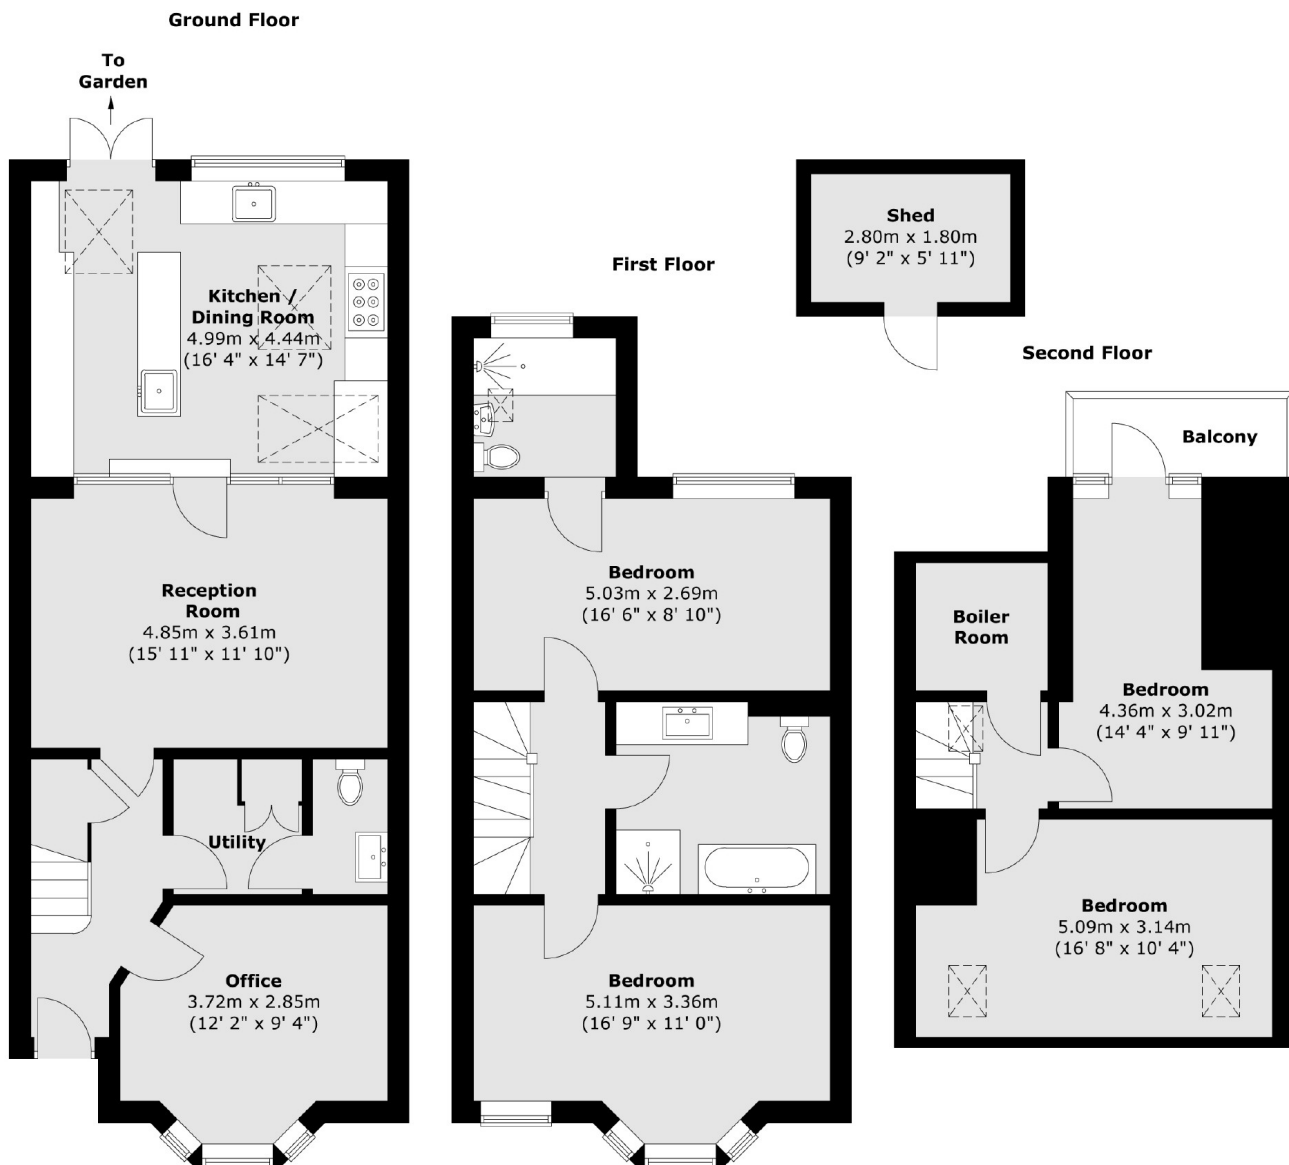 Ground Floor
To
Garden
Kitchen /
Dining Room
4.99m x 4.44m
(16' 4" x 14' 7")
Reception
Room
4.85m x 3.61m
(15' 11" x 11' 10")
Utility
Office
3.72m x 2.85m
(12' 2" x 9' 4")
First Floor
Bedroom
5.03m x 2.69m
(16' 6" x 8' 10")
Bedroom
5.11m x 3.36m
(16' 9" x 11' 0")
Shed
2.80m x 1.80m
(9' 2" x 5' 11")
Second Floor
Balcony
Boiler
Room
Bedroom
4.36m x 3.02m
(14' 4" x 9' 11")
Bedroom
5.09m x 3.14m
(16' 8" x 10' 4")